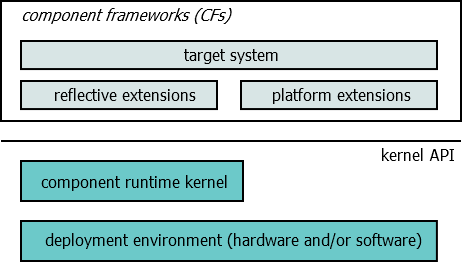 component frameworks (CFs)
target system
reflective extensions
platform extensions
kernel API
component runtime kernel
deployment environment (hardware and/or software)